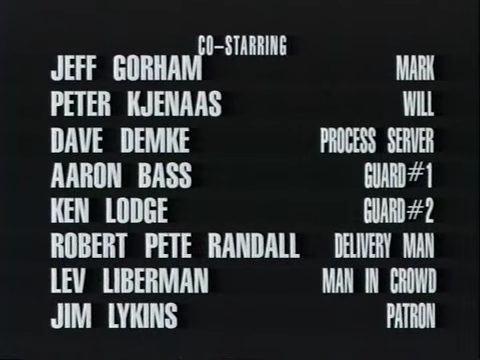 CO-STARRING
JEFF GORHAM MARK
PETER KJENAAS WILL
DAVE DEMKE PROCESS SERVER
AARON BASS GUARD#1
KEN LODGE GUARD#2
ROBERT PETE RANDALL DELIVERY MAN
LEV LIBERMAN MAN IN CROWD
JIM LYKINS PATRON